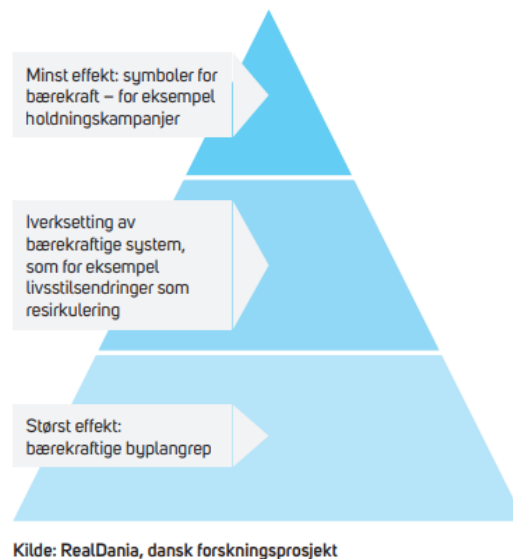 Minst effekt: symboler for
bærekraft – for eksempel
holdningskampanjer
Iverksetting av
bærekraftige system,
som for eksempel
livsstilsendringer som
resirkulering
Størst effekt:
bærekraftige byplangrep
Kilde: RealDania, dansk forskningsprosjekt